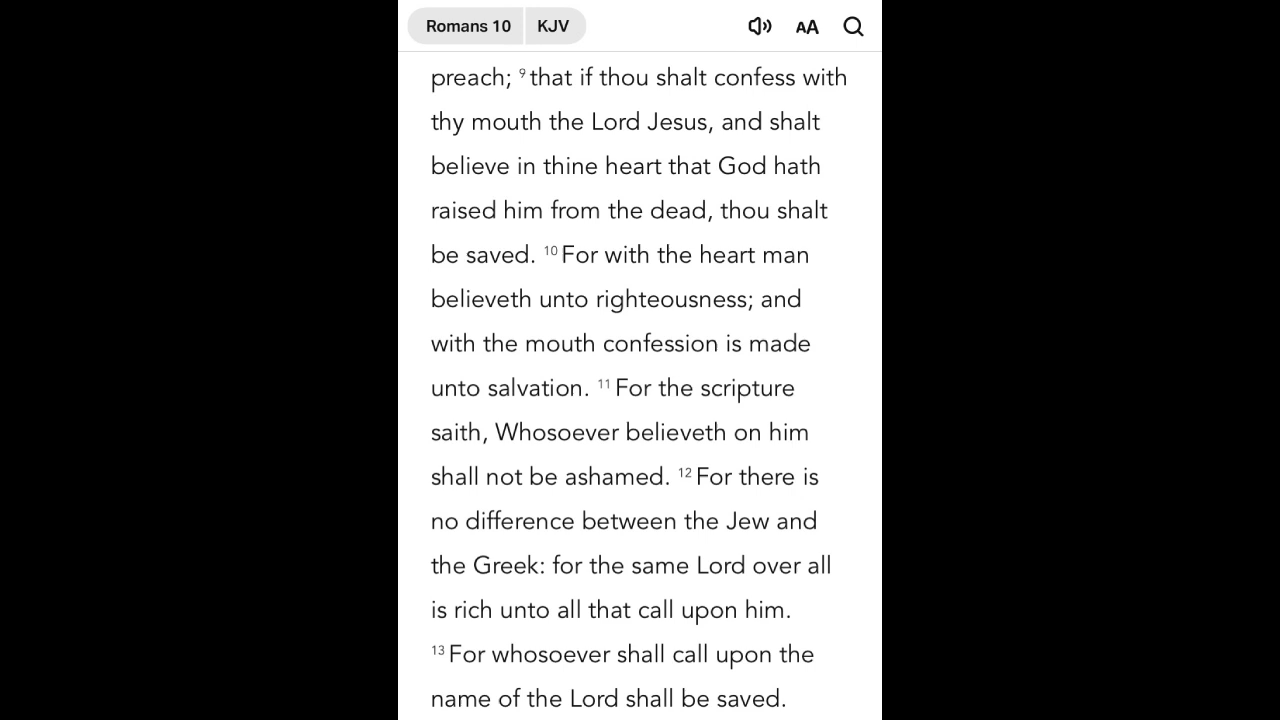 Romans 10 KJV AA
preach; 9 that if thou shalt confess with
thy mouth the Lord Jesus, and shalt
believe in thine heart that God hath
raised him from the dead, thou shalt
be saved. 10 For with the heart man
believeth unto righteousness; and
with the mouth confession is made
unto salvation. 11 For the scripture
saith, Whosoever believeth on him
shall not be ashamed. 12 For there is
no difference between the Jew and
the Greek: for the same Lord over all
is rich unto all that call upon him.
13 For whosoever shall call upon the
name of the Lord shall be saved.